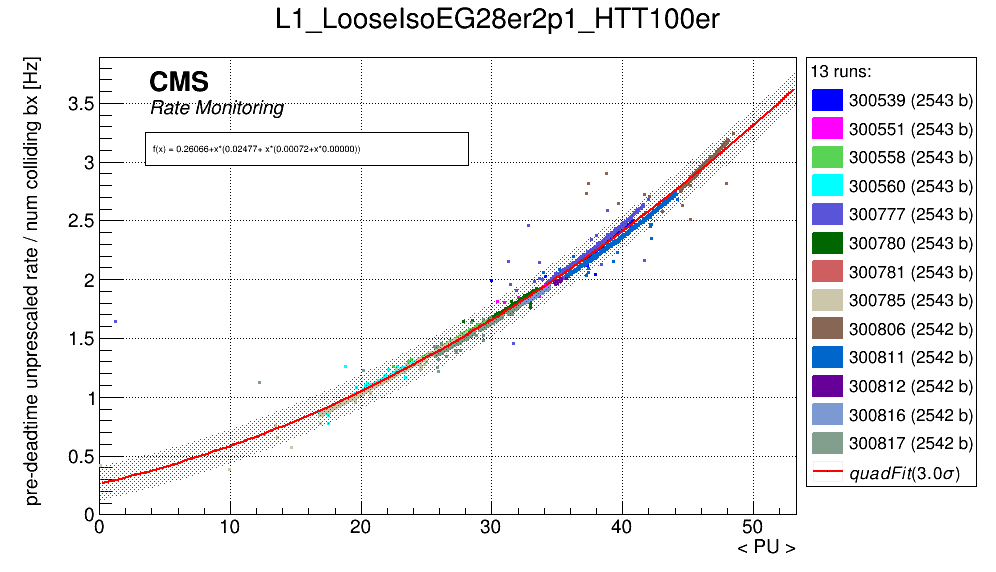 L1_LooseIsoEG28er2p1_HTT100er
pre-deadtime unprescaled rate / num colliding bx [Hz]
CMS
Rate Monitoring
f(x) = 0.26066+x*(0.02477+ x*(0.00072+x*0.00000))
3.5
3
2.5
2
1.5
1
0.5
0
0 10 20 30 40 50
< PU >
13 runs:
300539 (2543 b)
300551 (2543 b)
300558 (2543 b)
300560 (2543 b)
300777 (2543 b)
300780 (2543 b)
300781 (2543 b)
300785 (2543 b)
300806 (2542 b)
300811 (2542 b)
300812 (2542 b)
300816 (2542 b)
300817 (2542 b)
quadFit(3.0σ)